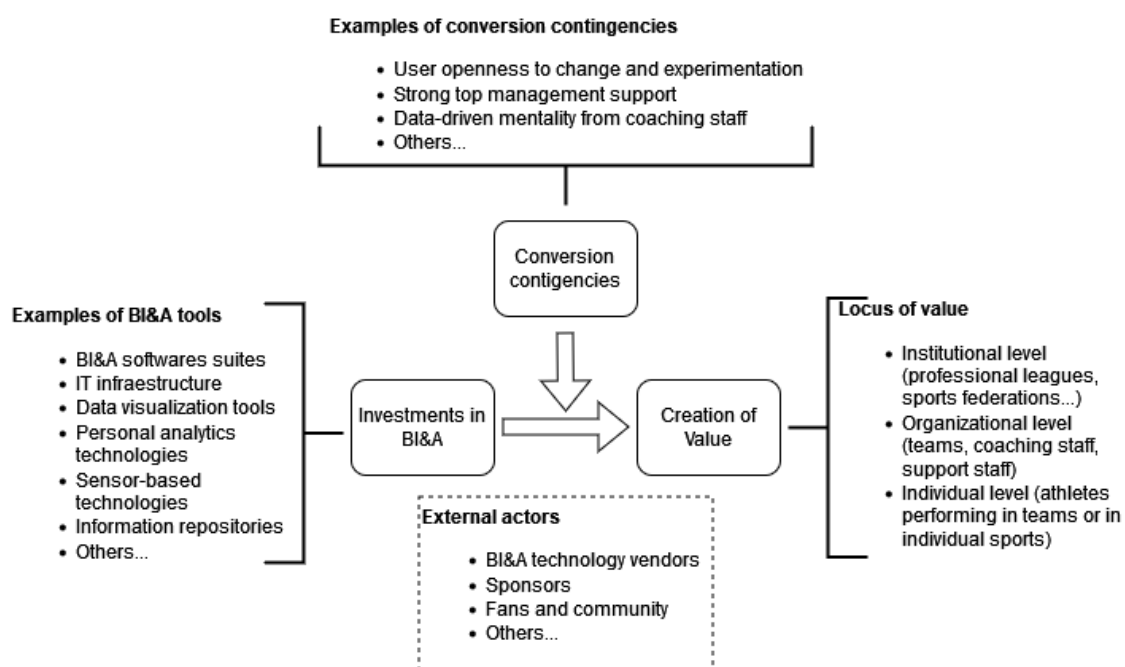 Examples of conversion contingencies
• User openness to change and experimentation
• Strong top management support
• Data-driven mentality from coaching staff
• Others...
Conversion
contigencies
Examples of BI&A tools
• BI&A softwares suites
• IT infraestructure
• Data visualization tools
• Personal analytics
technologies
• Sensor-based
technologies
• Information repositories
• Others...
Investments in
BI&A
Creation of
Value
Locus of value
• Institutional level
(professional leagues,
sports federations...)
• Organizational level
(teams, coaching staff,
support staff)
• Individual level (athletes
performing in teams or in
individual sports)
External actors
• BI&A technology vendors
• Sponsors
• Fans and community
• Others...